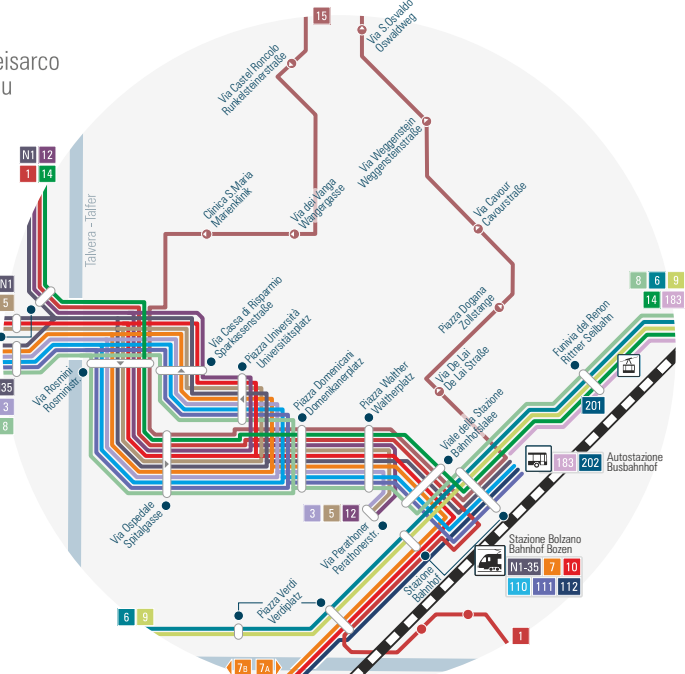 15
Via S.Osvaldo
Oswaldweg
eisarco
u
Via Castel Roncolo
Runkelsteinerstraße
N1 12
1 14
Via Weggenstein
Weggensteinstraße
Talvera - Talfer
Clinica S.Maria
Marienklinik
Via dei Vanga
Wangergasse
Via Cavour
Cavourstraße
N1
5
8 6 9
14 183
Via Cassa di Risparmio
Sparkassenstraße
Piazza Università
Universitätsplatz
Piazza Dogana
Zollstange
Funivia del Renon
Rittner Seilbahn
Piazza Domenicani
Dominikanerplatz
Piazza Walther
Waltherplatz
Via De Lai
De Lai Straße
35
3
8
Via Rosmini
Rosministr.
201
Viale della Stazione
Bahnhofsallee
183 202
Autostazione
Busbahnhof
Via Ospedale
Spitalgasse
3 5 12
Via Perathoner
Perathonerstr.
Stazione Bolzano
Bahnhof Bozen
N1-35 7 10
110 111 112
Stazione
Bahnhof
Piazza Verdi
Verdiplatz
6 9
1
7B 7A